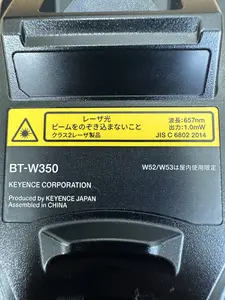 レーザ光
ビームをのぞき込まないこと
クラス2レーザ製品
波長:657nm
出力:1.0mW
JIS C 6802 2014
BT-W350
W52/W53は屋内使用限定
KEYENCE CORPORATION
Produced by KEYENCE JAPAN
Assembled in CHINA